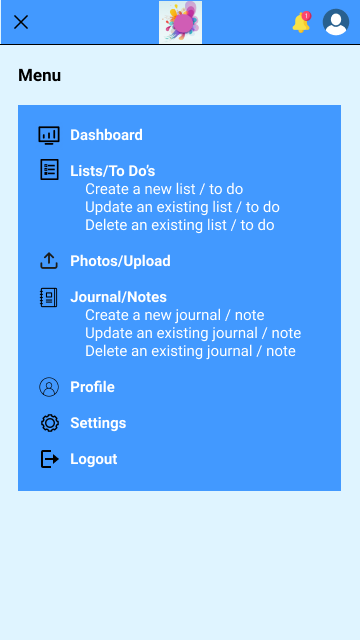 1
Menu
Dashboard
Lists/To Do's
Create a new list / to do
Update an existing list / to do
Delete an existing list / to do
Photos/Upload
Journal/Notes
Create a new journal / note
Update an existing journal / note
Delete an existing journal / note
Profile
Settings
Logout